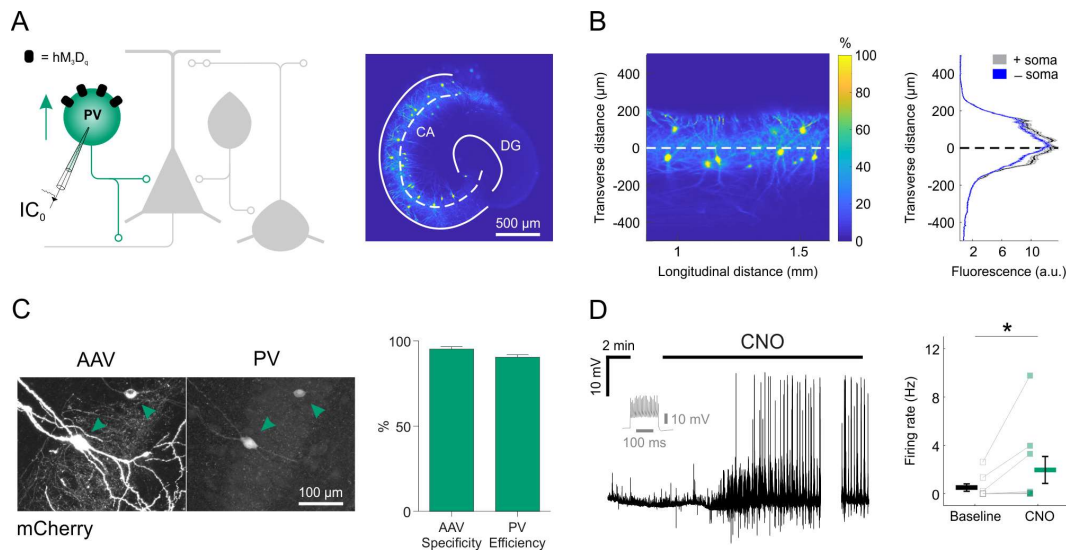 A
= hM₃Dq
PV
IC₀
CA
DG
500 µm
B
%
Transverse distance (µm)
400
200
0
-200
-400
1
1.5
Longitudinal distance (mm)
100
80
60
40
20
0
+ soma
– soma
Transverse distance (µm)
400
200
0
-200
-400
2
6
10
Fluorescence (a.u.)
C
AAV
PV
100 µm
mCherry
%
100
50
0
AAV
Specificity
PV
Efficiency
D
2 min
CNO
10 mV
10 mV
100 ms
*
Firing rate (Hz)
12
8
4
0
Baseline
CNO